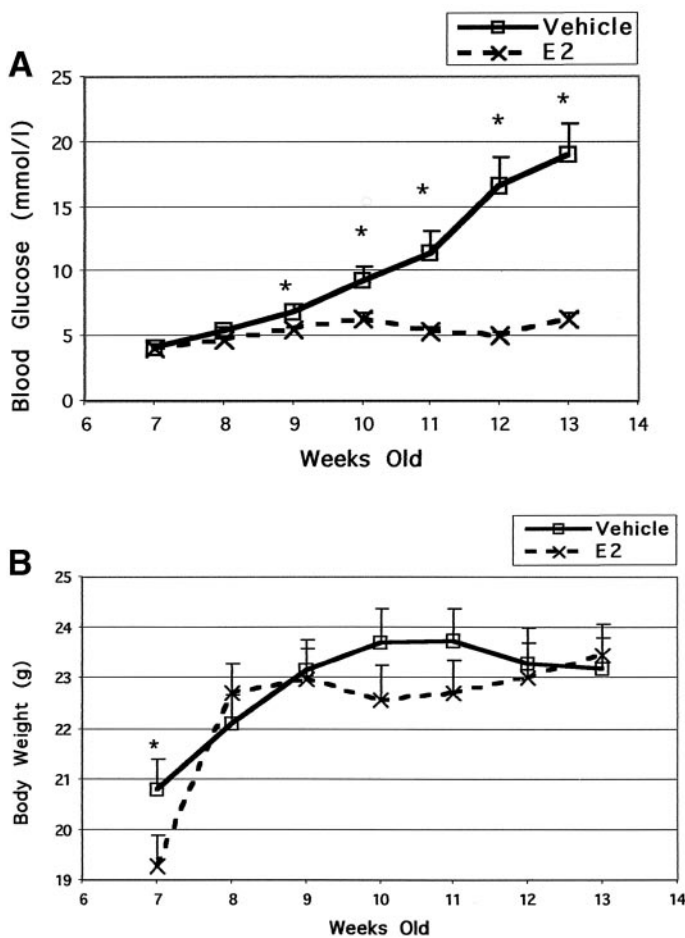 Vehicle
E2
A
Blood Glucose (mmol/l)
25
20
15
10
5
0
*
*
*
*
*
6 7 8 9 10 11 12 13 14
Weeks Old
Vehicle
E2
B
Body Weight (g)
25
24
23
22
21
20
19
*
6 7 8 9 10 11 12 13 14
Weeks Old